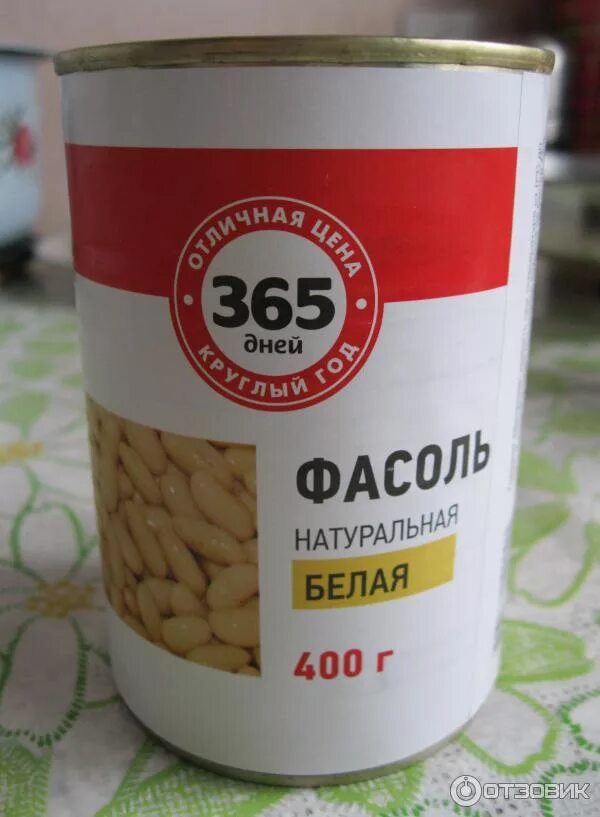 ОТЛИЧНАЯ ЦЕНА
365
дней
КРУГЛЫЙ ГОД
ФАСОЛЬ
НАТУРАЛЬНАЯ
БЕЛАЯ
400 г
ОТЗОВИК